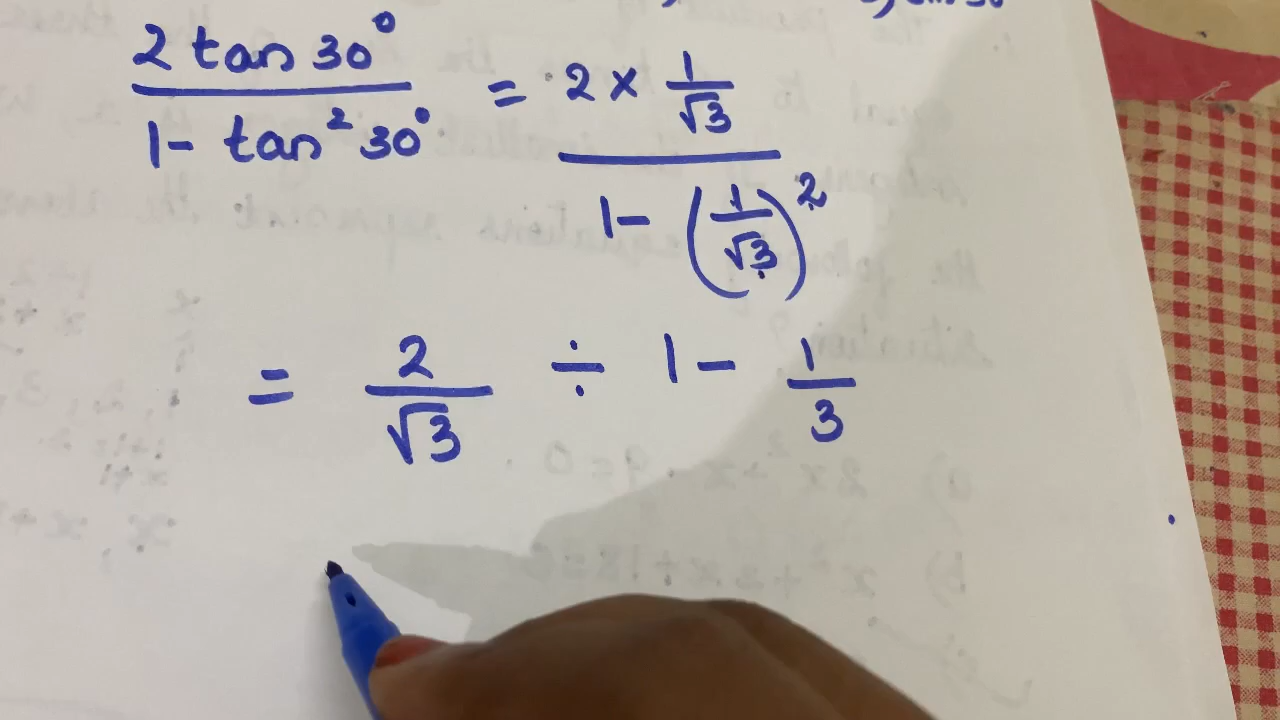 2 tan 30° / 1 - tan² 30° = 2 × 1/√3 / 1 - (1/√3)²
= 2/√3 ÷ 1 - 1/3